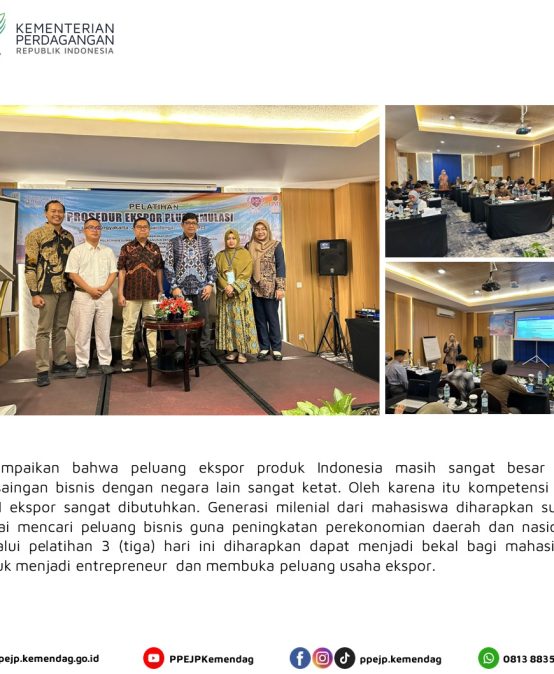 KEMENTERIAN
PERDAGANGAN
REPUBLIK INDONESIA
PELATIHAN
PROSEDUR EKSPOR PLUS SIMULASI
mpaikan bahwa peluang ekspor produk Indonesia masih sangat besar
saingan bisnis dengan negara lain sangat ketat. Oleh karena itu kompetensi
ekspor sangat dibutuhkan. Generasi milenial dari mahasiswa diharapkan su
ai mencari peluang bisnis guna peningkatan perekonomian daerah dan nasio
alui pelatihan 3 (tiga) hari ini diharapkan dapat menjadi bekal bagi mahasi
uk menjadi entrepreneur dan membuka peluang usaha ekspor.
pejp.kemendag.go.id
PPEJPKemendag
ppejp.kemendag
0813 8835